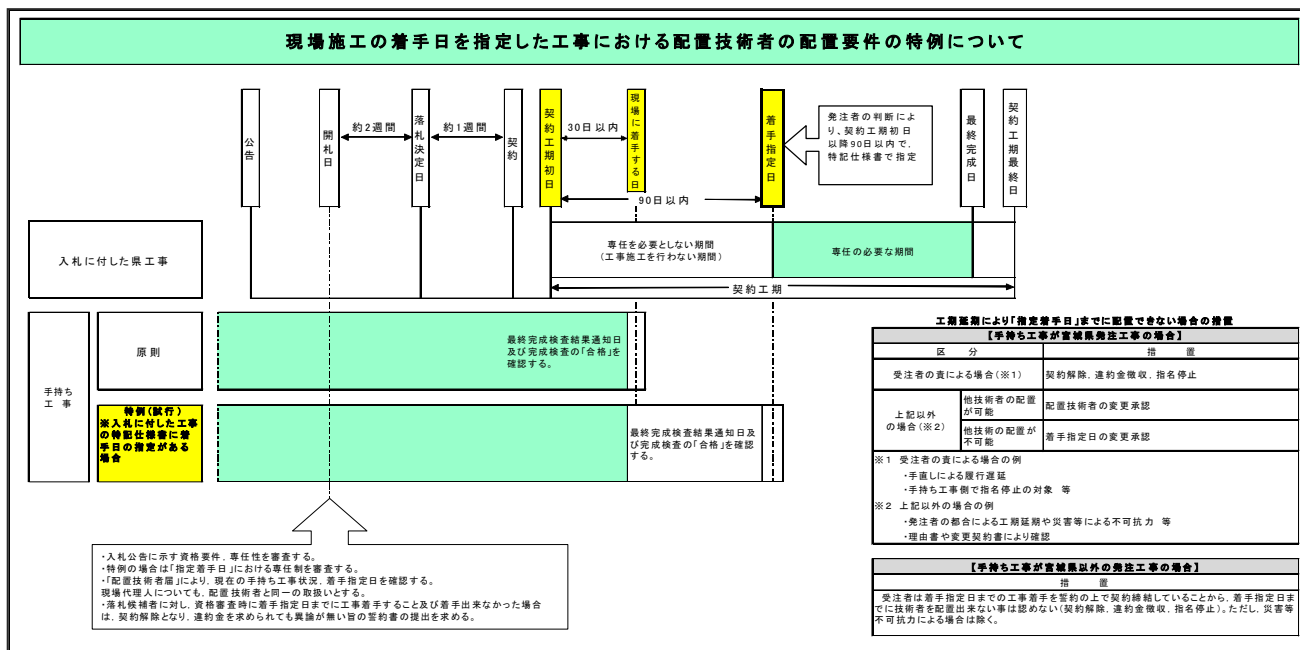 現場施工の着手日を指定した工事における配置技術者の配置要件の特例について
公告
開札日
約2週間
落札決定日
約1週間
契約
契約工期初日
30日以内
現場に着手する日
90日以内
着手指定日
発注者の判断によ
り、契約工期初日
以降90日以内で、
特記仕様書で指定
最終完成日
契約工期最終日
入札に付した県工事
専任を必要としない期間
(工事施工を行わない期間)
専任の必要な期間
契約工期
手持ち
工 事
原則
最終完成検査結果通知日
及び完成検査の「合格」を
確認する。
特例(試行)
※入札に付した工事
の特記仕様書に着
手日の指定がある
場合
最終完成検査結果通知日及
び完成検査の「合格」を確認
する。
・入札公告に示す資格要件、専任性を審査する。
・特例の場合は「指定着手日」における専任制を審査する。
・「配置技術者届」により、現在の手持ち工事状況、着手指定日を確認する。
現場代理人についても、配置技術者と同一の取扱いとする。
・落札候補者に対し、資格審査時に着手指定日までに工事着手すること及び着手出来なかった場合
は、契約解除となり、違約金を求められても異論が無い旨の誓約書の提出を求める。
工期延期により「指定着手日」までに配置できない場合の措置
【手持ち工事が宮城県発注工事の場合】
区 分
措 置
受注者の責による場合(※1)
契約解除、違約金徴収、指名停止
上記以外
の場合(※2)
他技術者の配置
が可能
配置技術者の変更承認
他技術の配置が
不可能
着手指定日の変更承認
※1 受注者の責による場合の例
・手直しによる履行遅延
・手持ち工事側で指名停止の対象 等
※2 上記以外の場合の例
・発注者の都合による工期延期や災害等による不可抗力 等
・理由書や変更契約書により確認
【手持ち工事が宮城県以外の発注工事の場合】
措 置
受注者は着手指定日までの工事着手を誓約の上で契約締結していることから、着手指定日ま
でに技術者を配置出来ない事は認めない(契約解除、違約金徴収、指名停止)。ただし、災害等
不可抗力による場合は除く。